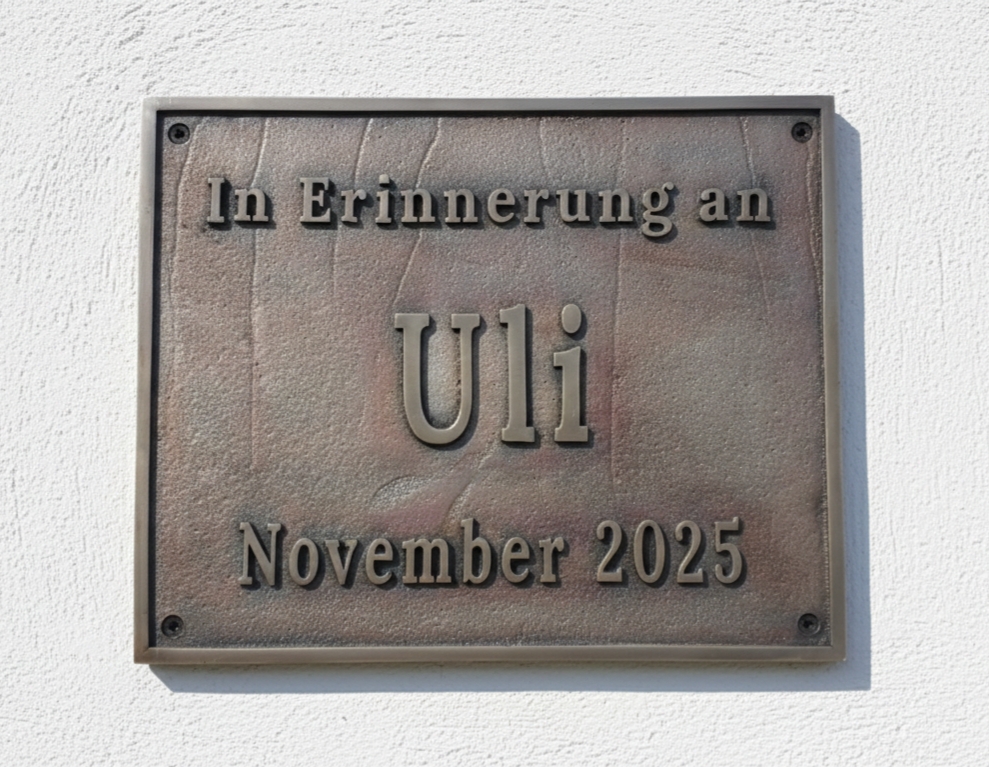 In Erinnerung an
Uli
November 2025